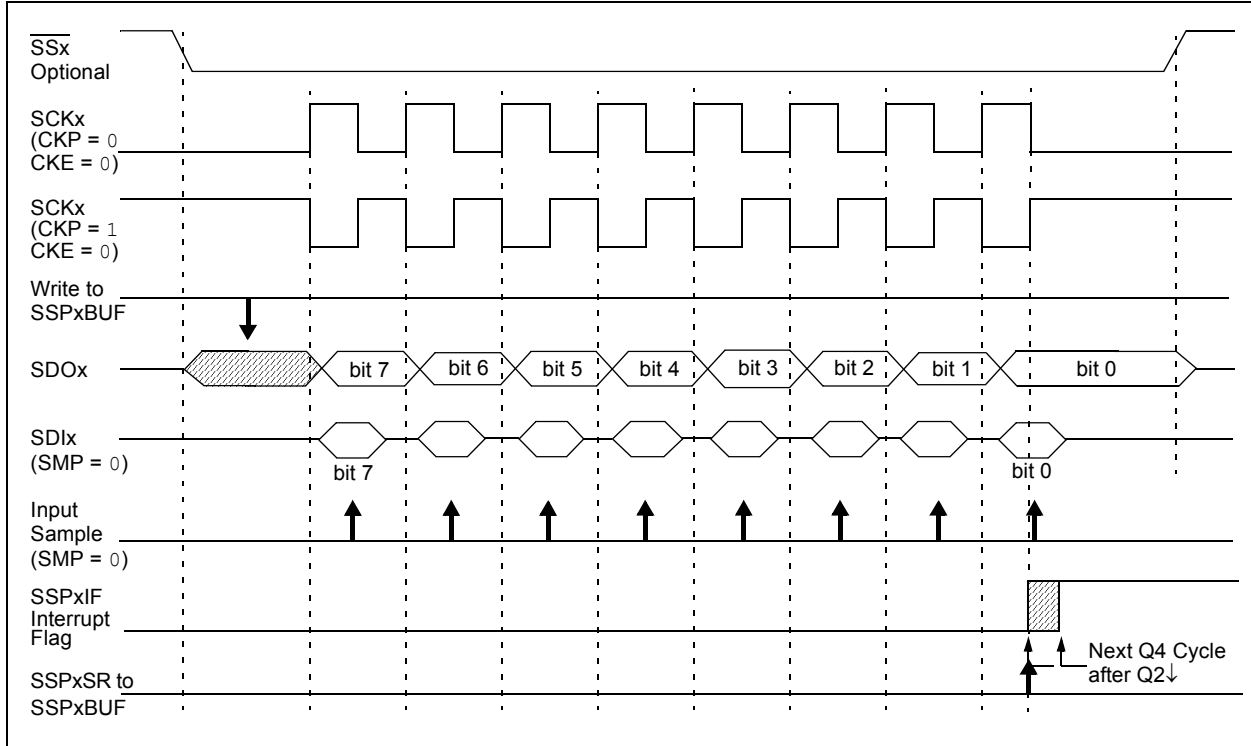 SSx
Optional
SCKx
(CKP = 0
CKE = 0)
SCKx
(CKP = 1
CKE = 0)
Write to
SSPxBUF
SDOx
bit 7 bit 6 bit 5 bit 4 bit 3 bit 2 bit 1 bit 0
SDIx
(SMP = 0)
bit 7 bit 0
Input
Sample
(SMP = 0)
SSPxIF
Interrupt
Flag
Next Q4 Cycle
after Q2↓
SSPxSR to
SSPxBUF